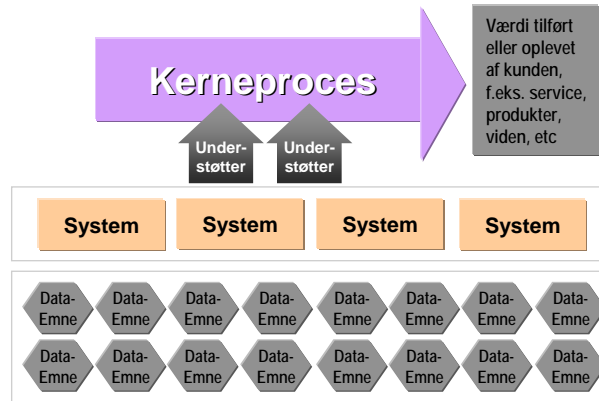 Værdi tilført
eller oplevet
af kunden,
f.eks. service,
produkter,
viden, etc
Kerneproces
Under-
støtter
Under-
støtter
System
System
System
System
Data-
Emne
Data-
Emne
Data-
Emne
Data-
Emne
Data-
Emne
Data-
Emne
Data-
Emne
Data-
Emne
Data-
Emne
Data-
Emne
Data-
Emne
Data-
Emne
Data-
Emne
Data-
Emne
Data-
Emne
Data-
Emne